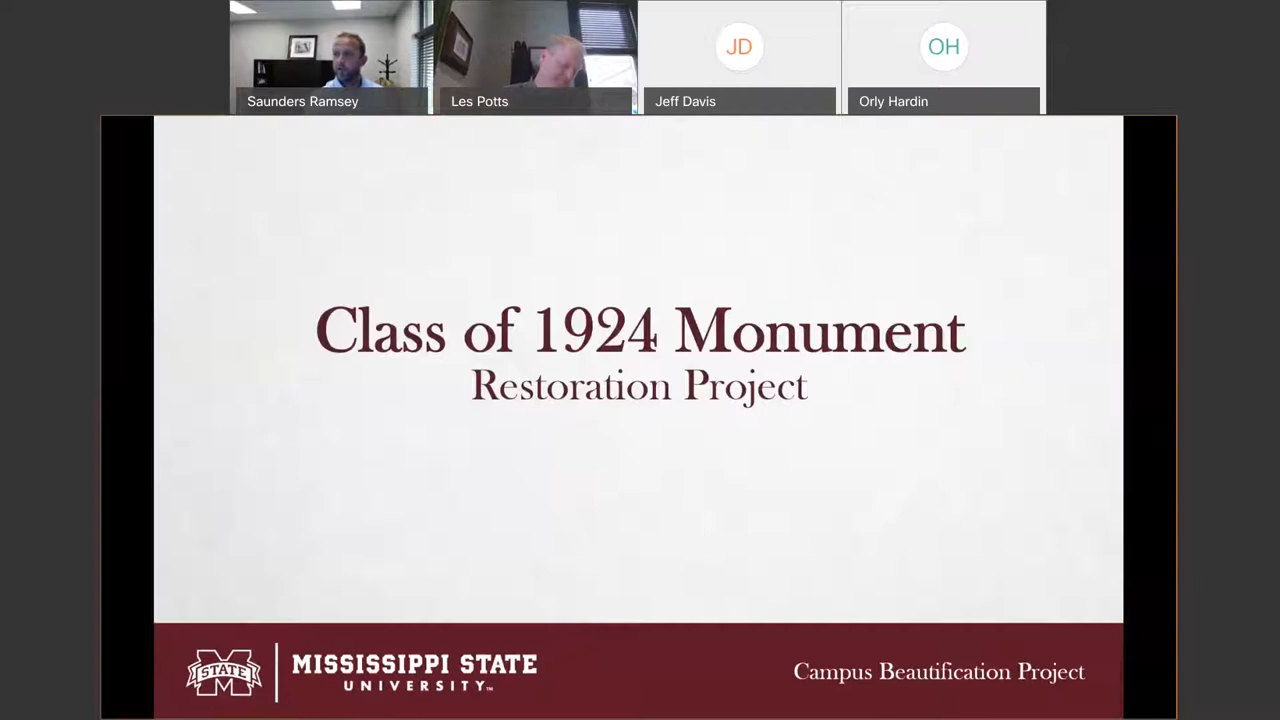 JD
OH
Saunders Ramsey
Les Potts
Jeff Davis
Orly Hardin
Class of 1924 Monument
Restoration Project
STATE
MISSISSIPPI STATE
UNIVERSITY™
Campus Beautification Project